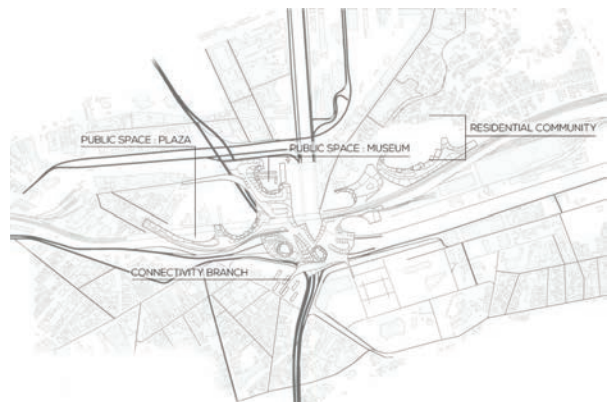 RESIDENTIAL COMMUNITY
PUBLIC SPACE : PLAZA
PUBLIC SPACE : MUSEUM
CONNECTIVITY BRANCH